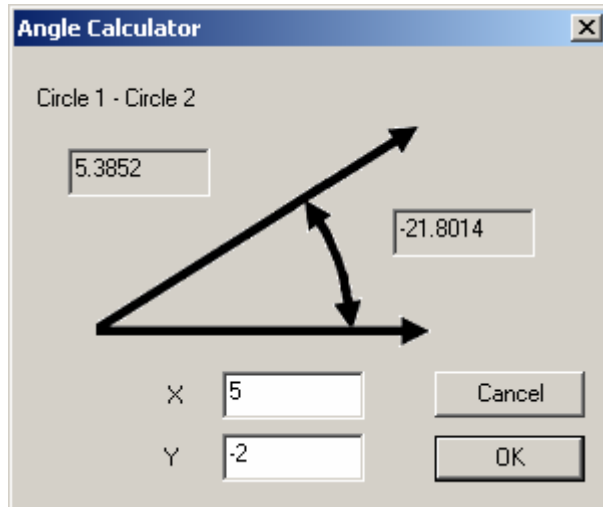 Angle Calculator
Circle 1 - Circle 2
5.3852
-21.8014
X 5
Cancel
Y -2
OK